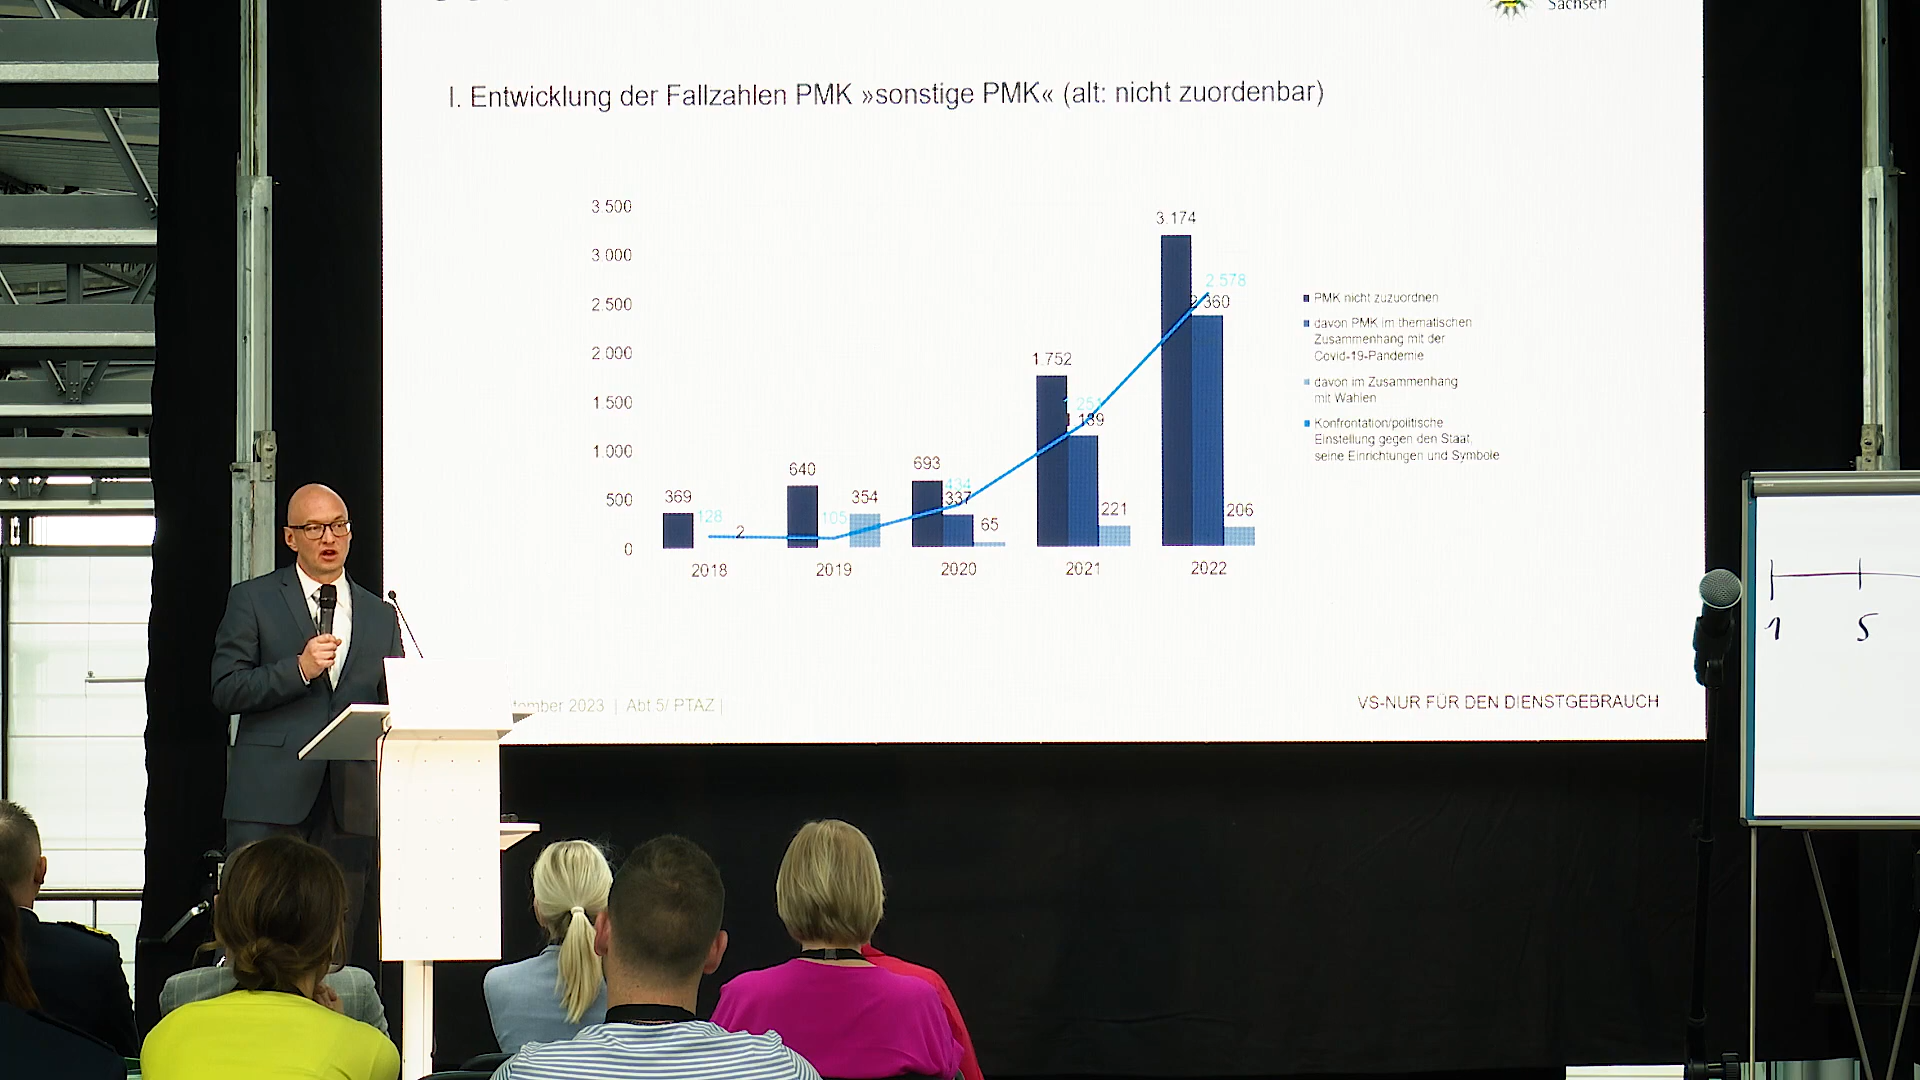 Sachsen
I. Entwicklung der Fallzahlen PMK »sonstige PMK« (alt: nicht zuordenbar)
3.500
3.000
2.500
2.000
1.500
1.000
500
0
369
128
2
640
105
354
693
434
337
65
1.752
221
3.174
2.578
2.360
206
2018
2019
2020
2021
2022
PMK nicht zuzuordnen
davon PMK im thematischen
Zusammenhang mit der
Covid-19-Pandemie
davon im Zusammenhang
mit Wahlen
Konfrontation/politische
Einstellung gegen den Staat,
seine Einrichtungen und Symbole
2023 | Abt.5/ PTAZ |
VS-NUR FÜR DEN DIENSTGEBRAUCH
1 5